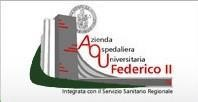 Azienda
Ospedaliera
Universitaria
Federico II
Integrata con il Servizio Sanitario Regionale